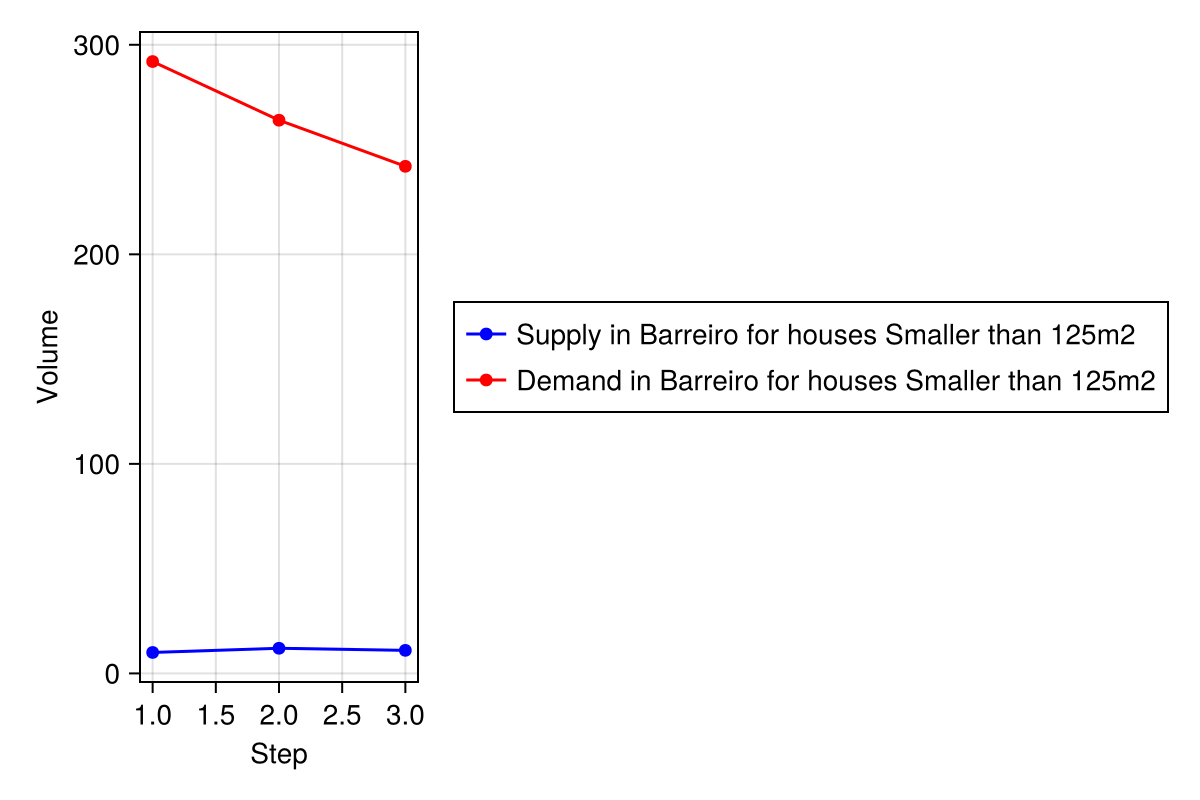 300
200
100
0
Volume
1.0 1.5 2.0 2.5 3.0
Step
Supply in Barreiro for houses Smaller than 125m2
Demand in Barreiro for houses Smaller than 125m2